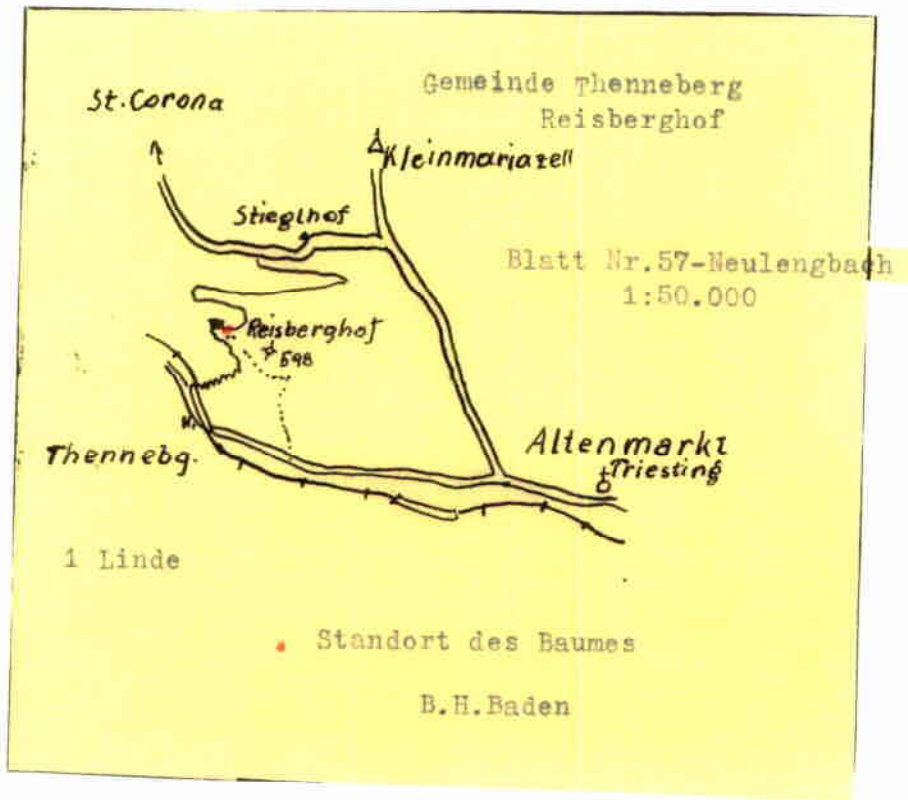 Gemeinde Thenneberg
Reisberghof
St.Corona
Kleinmariazell
Stieglhof
Blatt Nr.57-Neulengbach
1:50.000
Reisberghof
598
Thennebg.
H.
Altenmarkt
Triesting
1 Linde
Standort des Baumes
B.H.Baden